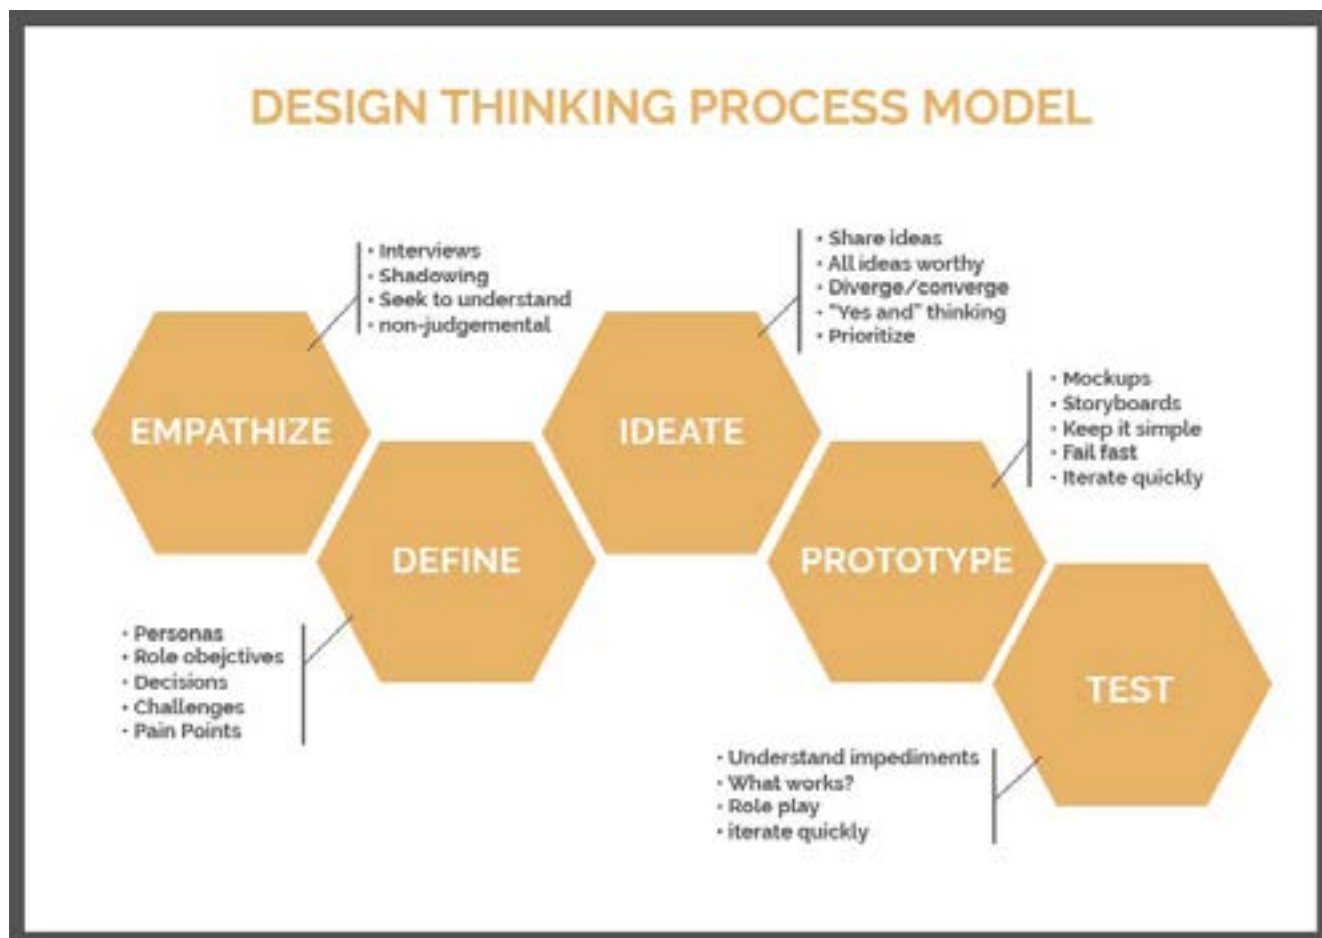 DESIGN THINKING PROCESS MODEL
• Interviews
• Shadowing
• Seek to understand
• non-judgemental
EMPATHIZE
• Personas
• Role obejctives
• Decisions
• Challenges
• Pain Points
DEFINE
• Share ideas
• All ideas worthy
• Diverge/converge
• "Yes and" thinking
• Prioritize
IDEATE
• Mockups
• Storyboards
• Keep it simple
• Fail fast
• Iterate quickly
PROTOTYPE
• Understand impediments
• What works?
• Role play
• iterate quickly
TEST